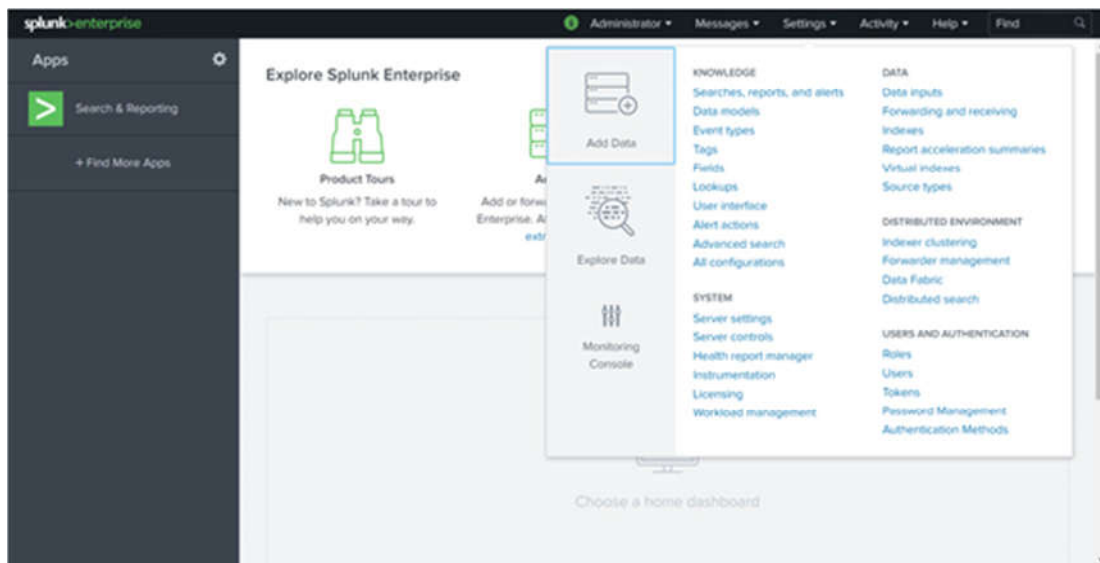 splunk>enterprise
Administrator
Messages
Settings
Activity
Help
Find
Apps
Search & Reporting
+ Find More Apps
Explore Splunk Enterprise
Product Tours
New to Splunk? Take a tour to
help you on your way.
A
Add or forw
Enterprise. A
extr
Add Data
Explore Data
Monitoring
Console
KNOWLEDGE
Searches, reports, and alerts
Data models
Event types
Tags
Fields
Lookups
User interface
Alert actions
Advanced search
All configurations
SYSTEM
Server settings
Server controls
Health report manager
Instrumentation
Licensing
Workload management
DATA
Data inputs
Forwarding and receiving
Indexes
Report acceleration summaries
Virtual indexes
Source types
DISTRIBUTED ENVIRONMENT
Indexer clustering
Forwarder management
Data Fabric
Distributed search
USERS AND AUTHENTICATION
Roles
Users
Tokens
Password Management
Authentication Methods
Choose a home dashboard